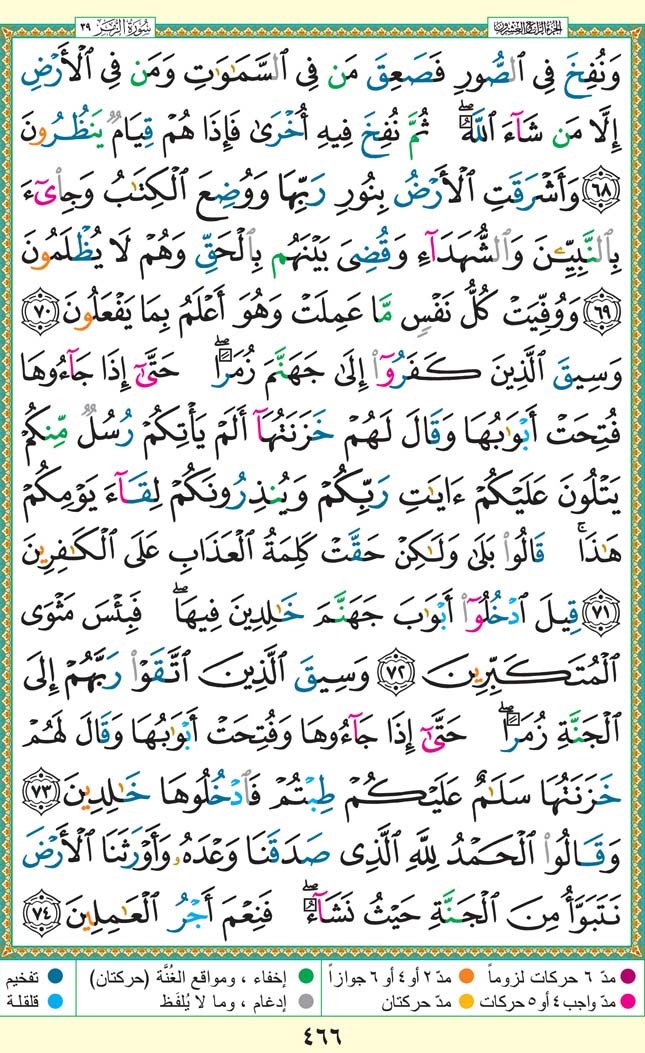 الجزء الرابع والعشرون
سورة الزمر ٣٩
وَنُفِخَ فِى ٱلصُّورِ فَصَعِقَ مَن فِى ٱلسَّمَٰوَٰتِ وَمَن فِى ٱلْأَرْضِ
إِلَّا مَن شَآءَ ٱللَّهُ ۖ ثُمَّ نُفِخَ فِيهِ أُخْرَىٰ فَإِذَا هُمْ قِيَامٌ يَنظُرُونَ
﴿٦٨﴾ وَأَشْرَقَتِ ٱلْأَرْضُ بِنُورِ رَبِّهَا وَوُضِعَ ٱلْكِتَٰبُ وَجِا۟ىٓءَ
بِٱلنَّبِيِّۦنَ وَٱلشُّهَدَآءِ وَقُضِىَ بَيْنَهُم بِٱلْحَقِّ وَهُمْ لَا يُظْلَمُونَ
﴿٦٩﴾ وَوُفِّيَتْ كُلُّ نَفْسٍ مَّا عَمِلَتْ وَهُوَ أَعْلَمُ بِمَا يَفْعَلُونَ ﴿٧٠﴾
وَسِيقَ ٱلَّذِينَ كَفَرُوٓا۟ إِلَىٰ جَهَنَّمَ زُمَرًا ۖ حَتَّىٰٓ إِذَا جَآءُوهَا
فُتِحَتْ أَبْوَٰبُهَا وَقَالَ لَهُمْ خَزَنَتُهَآ أَلَمْ يَأْتِكُمْ رُسُلٌ مِّنكُمْ
يَتْلُونَ عَلَيْكُمْ ءَايَٰتِ رَبِّكُمْ وَيُنذِرُونَكُمْ لِقَآءَ يَوْمِكُمْ
هَٰذَا ۚ قَالُوا۟ بَلَىٰ وَلَٰكِنْ حَقَّتْ كَلِمَةُ ٱلْعَذَابِ عَلَى ٱلْكَٰفِرِينَ
﴿٧١﴾ قِيلَ ٱدْخُلُوٓا۟ أَبْوَٰبَ جَهَنَّمَ خَٰلِدِينَ فِيهَا ۖ فَبِئْسَ مَثْوَى
ٱلْمُتَكَبِّرِينَ ﴿٧٢﴾ وَسِيقَ ٱلَّذِينَ ٱتَّقَوْا۟ رَبَّهُمْ إِلَى
ٱلْجَنَّةِ زُمَرًا ۖ حَتَّىٰٓ إِذَا جَآءُوهَا وَفُتِحَتْ أَبْوَٰبُهَا وَقَالَ لَهُمْ
خَزَنَتُهَا سَلَٰمٌ عَلَيْكُمْ طِبْتُمْ فَٱدْخُلُوهَا خَٰلِدِينَ ﴿٧٣﴾
وَقَالُوا۟ ٱلْحَمْدُ لِلَّهِ ٱلَّذِى صَدَقَنَا وَعْدَهُۥ وَأَوْرَثَنَا ٱلْأَرْضَ
نَتَبَوَّأُ مِنَ ٱلْجَنَّةِ حَيْثُ نَشَآءُ ۖ فَنِعْمَ أَجْرُ ٱلْعَٰمِلِينَ ﴿٧٤﴾
مدّ ٦ حركات لزوماً مدّ ٢ أو ٤ أو ٦ جوازاً إخفاء ، ومواقع الغُنَّة (حركتان) تفخيم
مدّ واجب ٤ أو ٥ حركات مدّ حركتان إدغام ، وما لا يُلفَظ قلقلة
٤٦٦